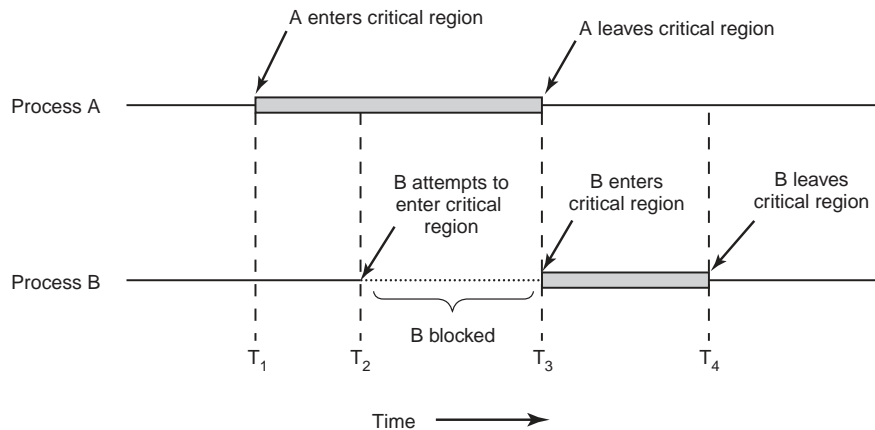 A enters critical region
A leaves critical region
Process A
B attempts to
enter critical
region
B enters
critical region
B leaves
critical region
Process B
B blocked
T1
T2
T3
T4
Time